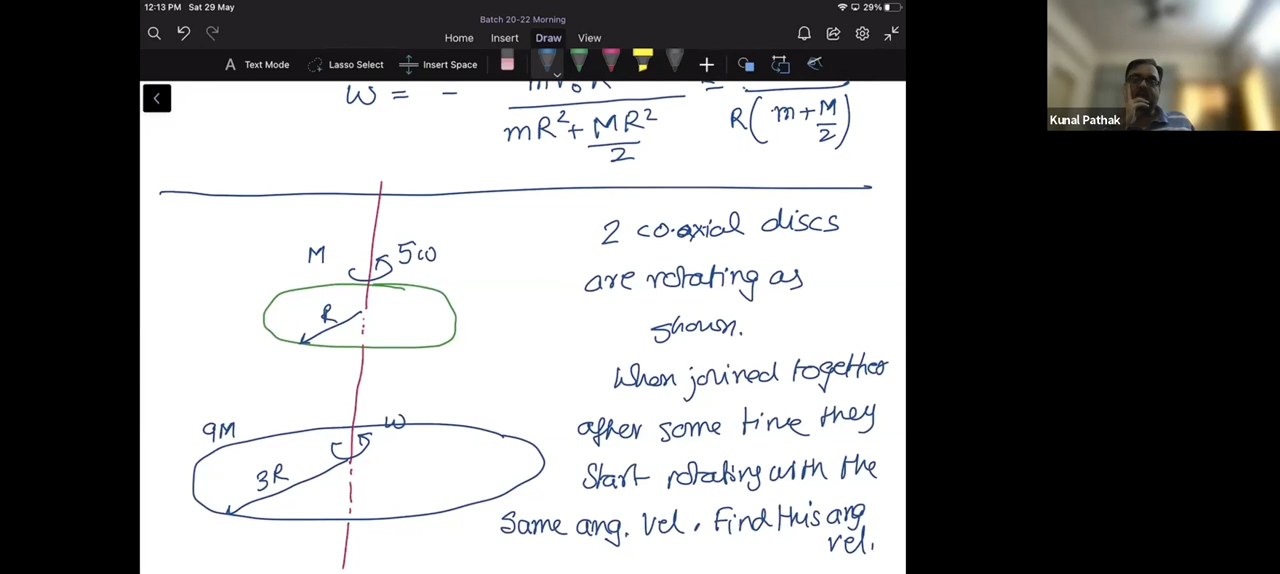 12:13 PM Sat 29 May
29%
Batch 20-22 Morning
Home Insert Draw View
Text Mode Lasso Select Insert Space
ω = - = 
mR² + MR²/2 R(m+M/2)
2 co-axial discs
are rotating as
shown.
When joined together
after some time they
start rotating with the
same ang. vel. Find this ang
vel.
M 5ω
R
9M ω
3R
Kunal Pathak